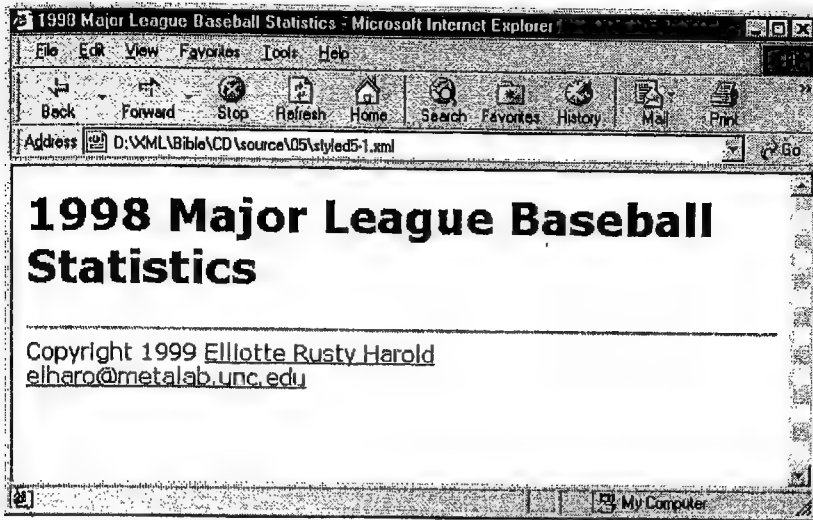 1998 Major League Baseball Statistics - Microsoft Internet Explorer
File Edit View Favorites Tools Help
Back Forward Stop Refresh Home Search Favorites History Mail Print »
Address D:\XML\Bible\CD\source\05\styled5-1.xml Go
1998 Major League Baseball
Statistics
Copyright 1999 Elliotte Rusty Harold
elharo@metalab.unc.edu
My Computer